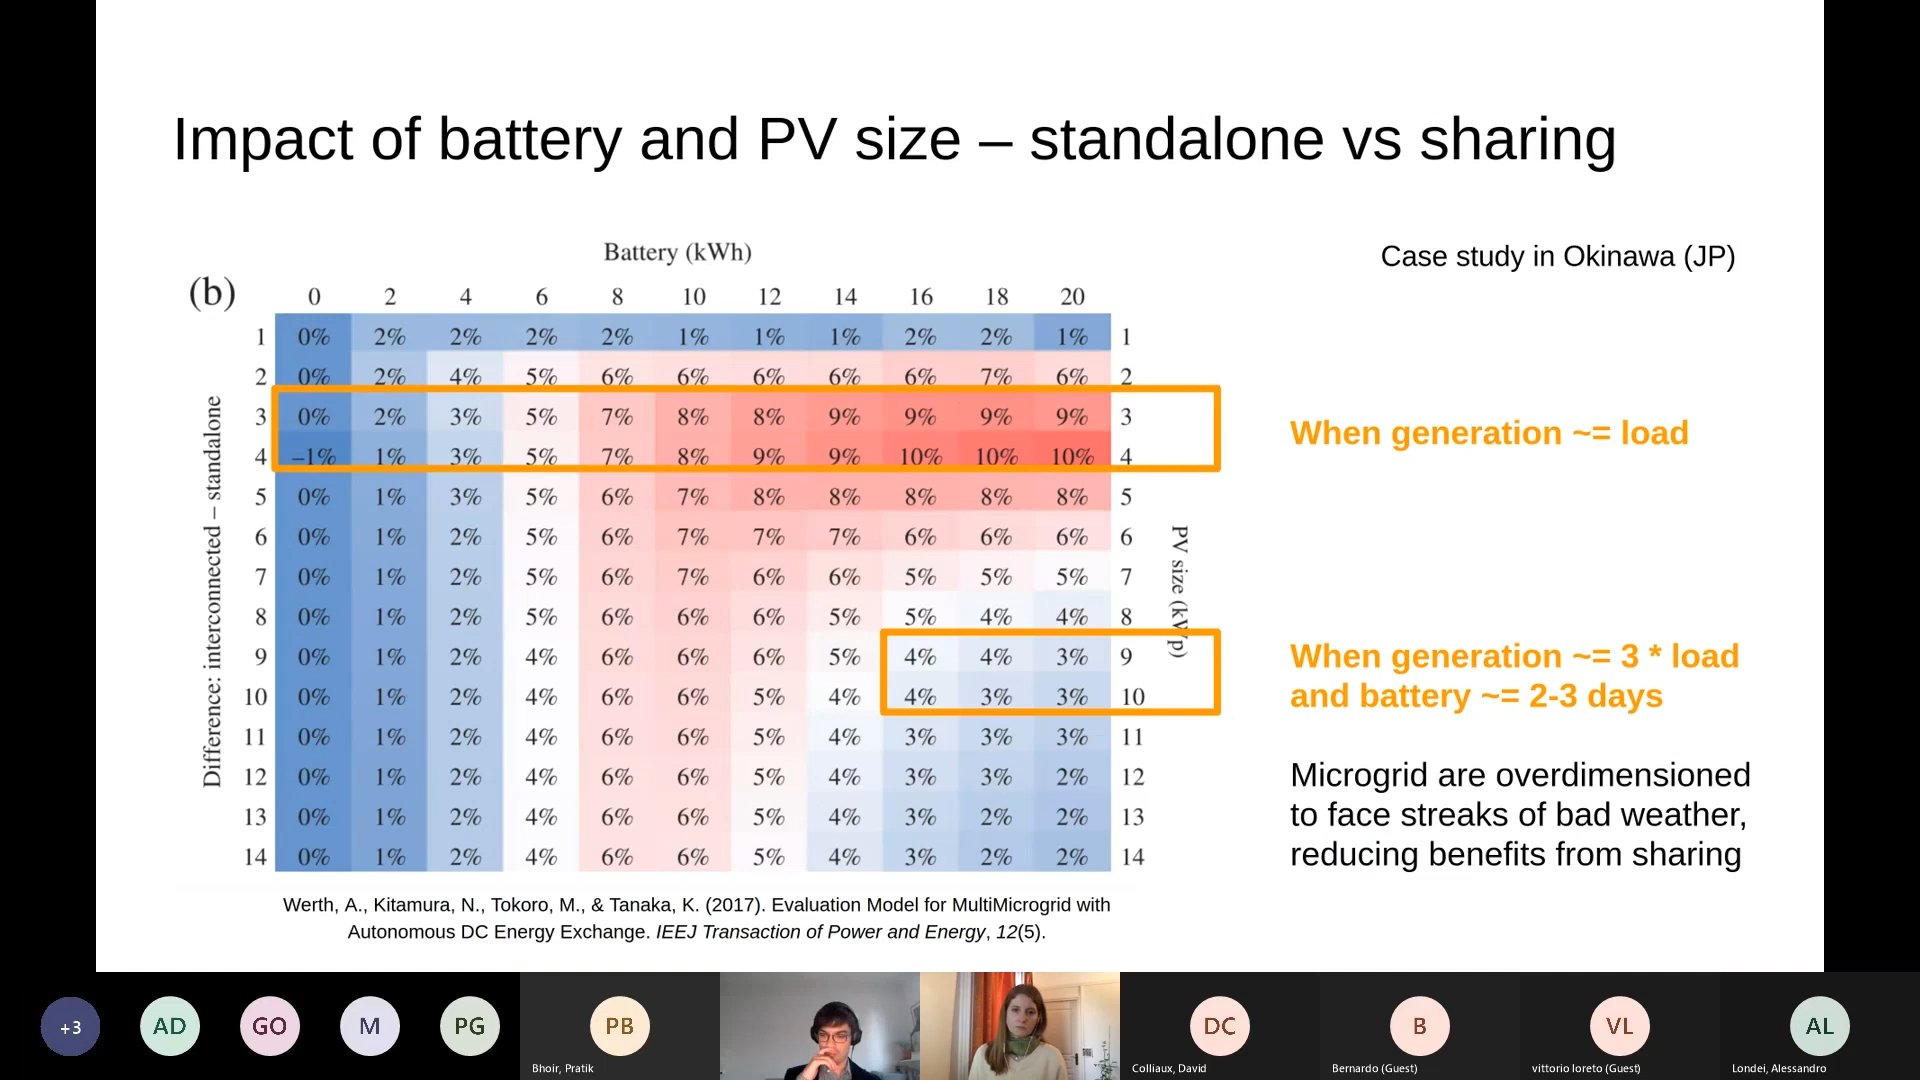 Impact of battery and PV size – standalone vs sharing
Case study in Okinawa (JP)
Battery (kWh)
(b)
0 2 4 6 8 10 12 14 16 18 20
1 0% 2% 2% 2% 2% 1% 1% 1% 2% 2% 1% 1
2 0% 2% 4% 5% 6% 6% 6% 6% 6% 7% 6% 2
3 0% 2% 3% 5% 7% 8% 8% 9% 9% 9% 9% 3
4 –1% 1% 3% 5% 7% 8% 9% 9% 10% 10% 10% 4
5 0% 1% 3% 5% 6% 7% 8% 8% 8% 8% 8% 5
6 0% 1% 2% 5% 6% 7% 7% 7% 6% 6% 6% 6
7 0% 1% 2% 5% 6% 7% 6% 6% 5% 5% 5% 7
8 0% 1% 2% 5% 6% 6% 6% 5% 5% 4% 4% 8
9 0% 1% 2% 4% 6% 6% 6% 5% 4% 4% 3% 9
10 0% 1% 2% 4% 6% 6% 5% 4% 4% 3% 3% 10
11 0% 1% 2% 4% 6% 6% 5% 4% 3% 3% 3% 11
12 0% 1% 2% 4% 6% 6% 5% 4% 3% 3% 2% 12
13 0% 1% 2% 4% 6% 6% 5% 4% 3% 2% 2% 13
14 0% 1% 2% 4% 6% 6% 5% 4% 3% 2% 2% 14
Difference: interconnected – standalone
PV size (kWp)
When generation ~= load
When generation ~= 3 * load
and battery ~= 2-3 days
Microgrid are overdimensioned
to face streaks of bad weather,
reducing benefits from sharing
Werth, A., Kitamura, N., Tokoro, M., & Tanaka, K. (2017). Evaluation Model for MultiMicrogrid with
Autonomous DC Energy Exchange. IEEJ Transaction of Power and Energy, 12(5).
+3
AD
GO
M
PG
PB
Bhoir, Pratik
DC
Colliaux, David
B
Bernardo (Guest)
VL
vittorio loreto (Guest)
AL
Londei, Alessandro